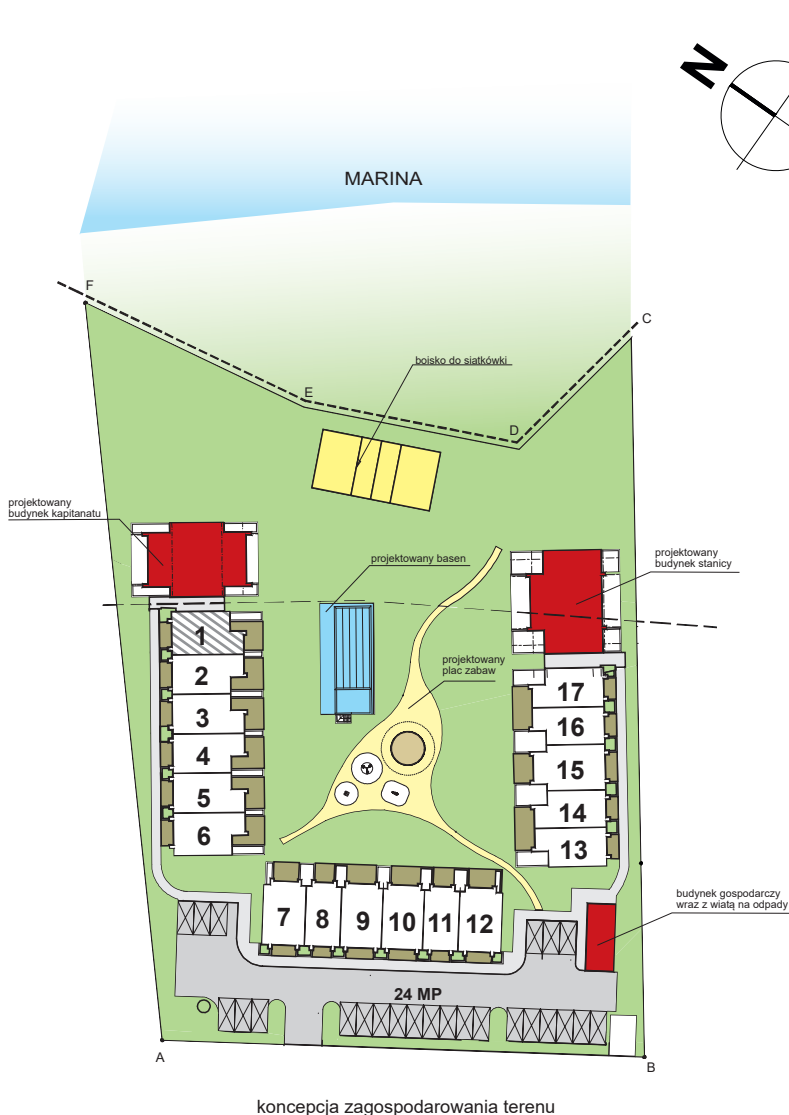 N
MARINA
F
C
boisko do siatkówki
E
D
projektowany
budynek kapitanatu
projektowany basen
projektowany
budynek stanicy
projektowany
plac zabaw
1
2
3
4
5
6
17
16
15
14
13
7
8
9
10
11
12
budynek gospodarczy
wraz z wiatą na odpady
24 MP
A
B
koncepcja zagospodarowania terenu